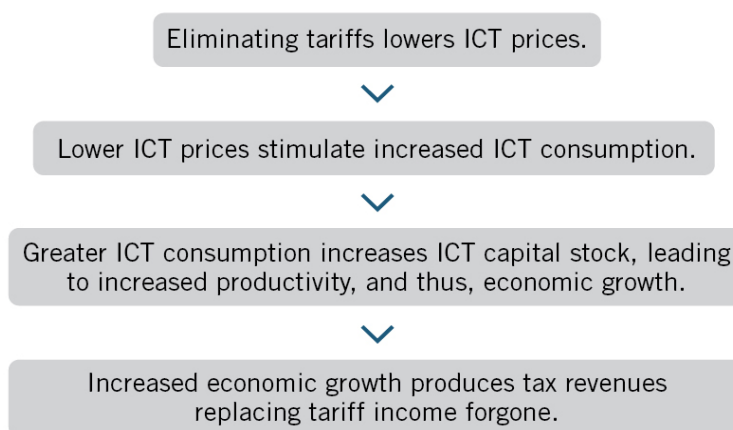 Eliminating tariffs lowers ICT prices.
Lower ICT prices stimulate increased ICT consumption.
Greater ICT consumption increases ICT capital stock, leading
to increased productivity, and thus, economic growth.
Increased economic growth produces tax revenues
replacing tariff income forgone.